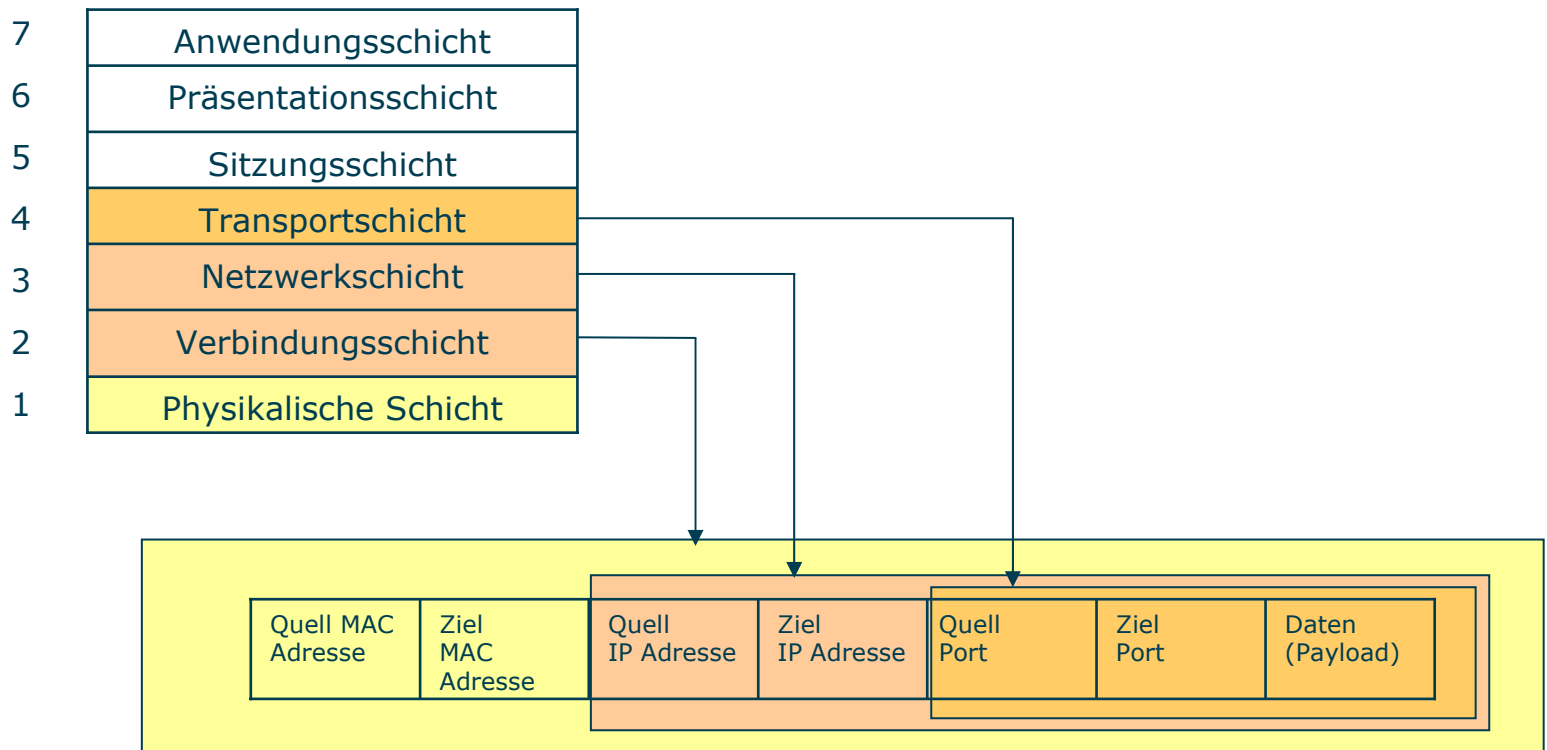 7 Anwendungsschicht
6 Präsentationsschicht
5 Sitzungsschicht
4 Transportschicht
3 Netzwerkschicht
2 Verbindungsschicht
1 Physikalische Schicht
Quell MAC
Adresse
Ziel
MAC
Adresse
Quell
IP Adresse
Ziel
IP Adresse
Quell
Port
Ziel
Port
Daten
(Payload)